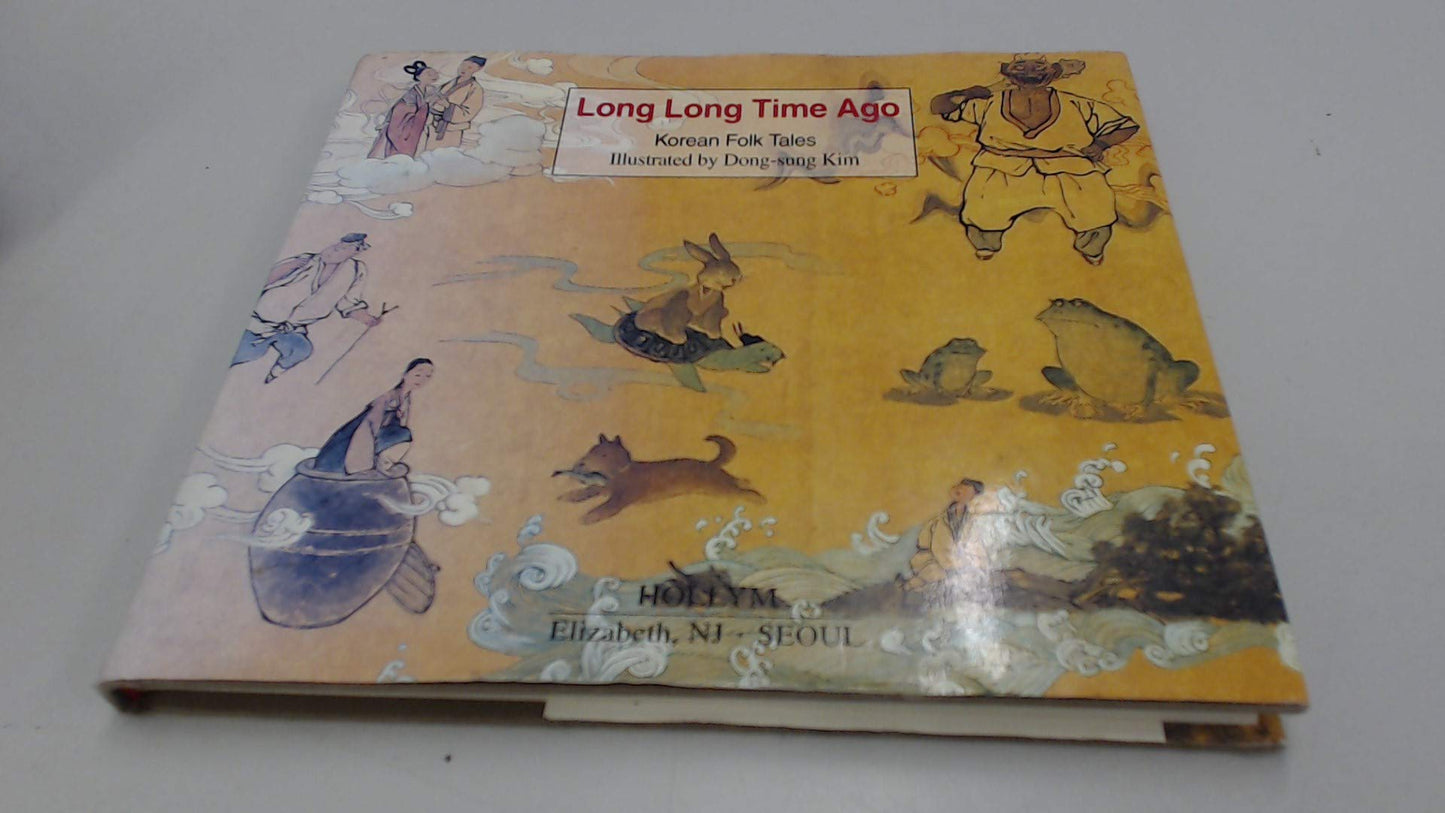 Long Long Time Ago
Korean Folk Tales
Illustrated by Dong-sung Kim
HOLLYM
Elizabeth, NJ · SEOUL